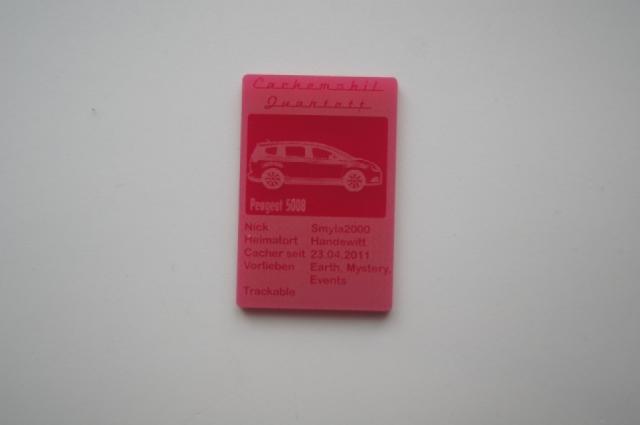 Cachemobil
Quartett
Peugeot 5008
Nick Smyla2000
Heimatort Handewitt
Cacher seit 23.04.2011
Vorlieben Earth, Mystery,
Events
Trackable